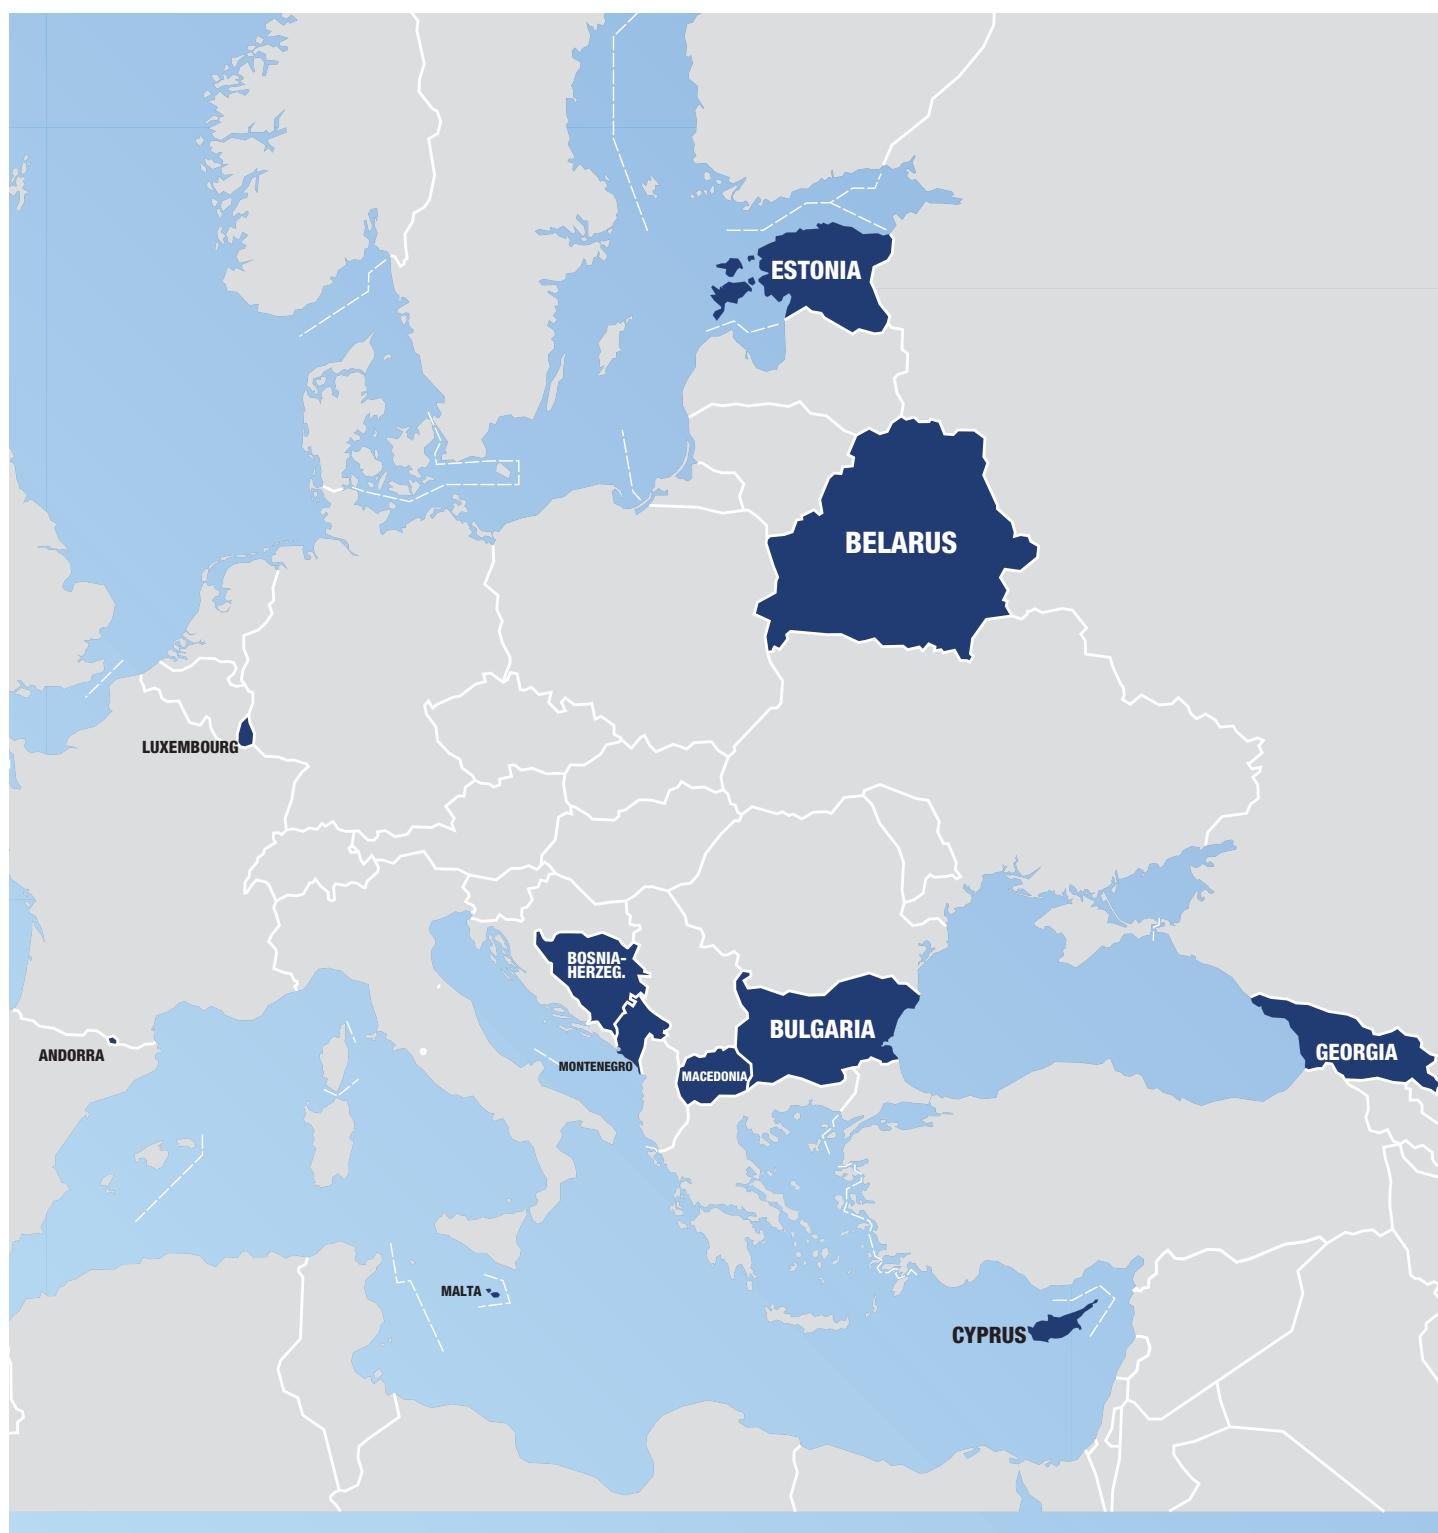 ESTONIA
BELARUS
LUXEMBOURG
BOSNIA-
HERZEG.
BULGARIA
ANDORRA
GEORGIA
MONTENEGRO
MACEDONIA
MALTA
CYPRUS